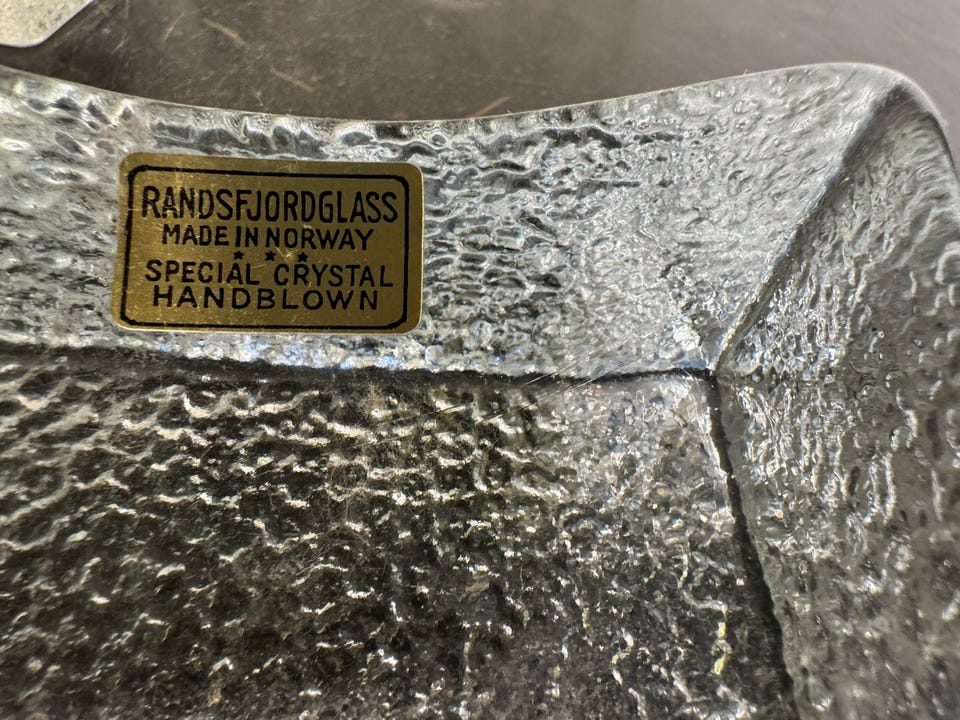 RANDSFJORDGLASS
MADE IN NORWAY
★ ★ ★
SPECIAL CRYSTAL
HANDBLOWN